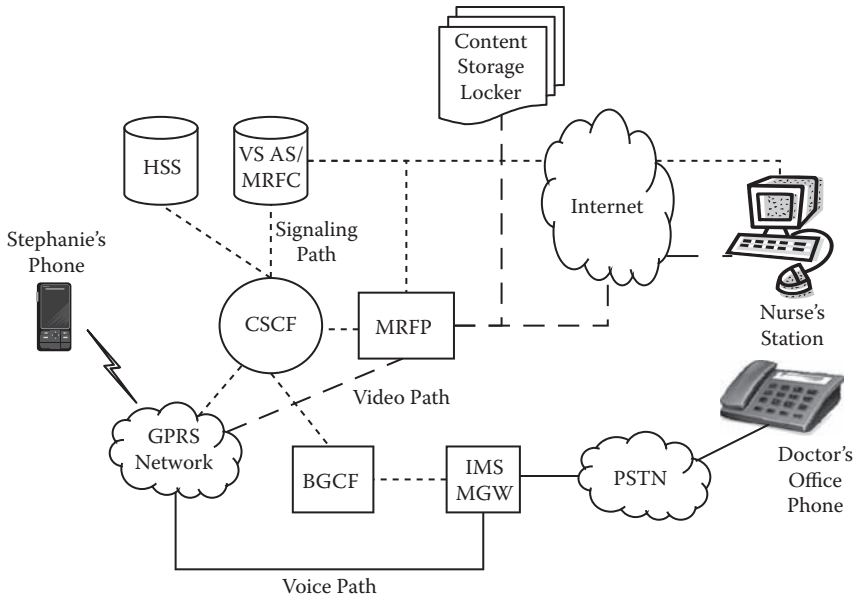 Content
Storage
Locker
HSS
VS AS/
MRFC
Internet
Stephanie's
Phone
Signaling
Path
CSCF
MRFP
Nurse's
Station
Video Path
GPRS
Network
BGCF
IMS
MGW
PSTN
Doctor's
Office
Phone
Voice Path